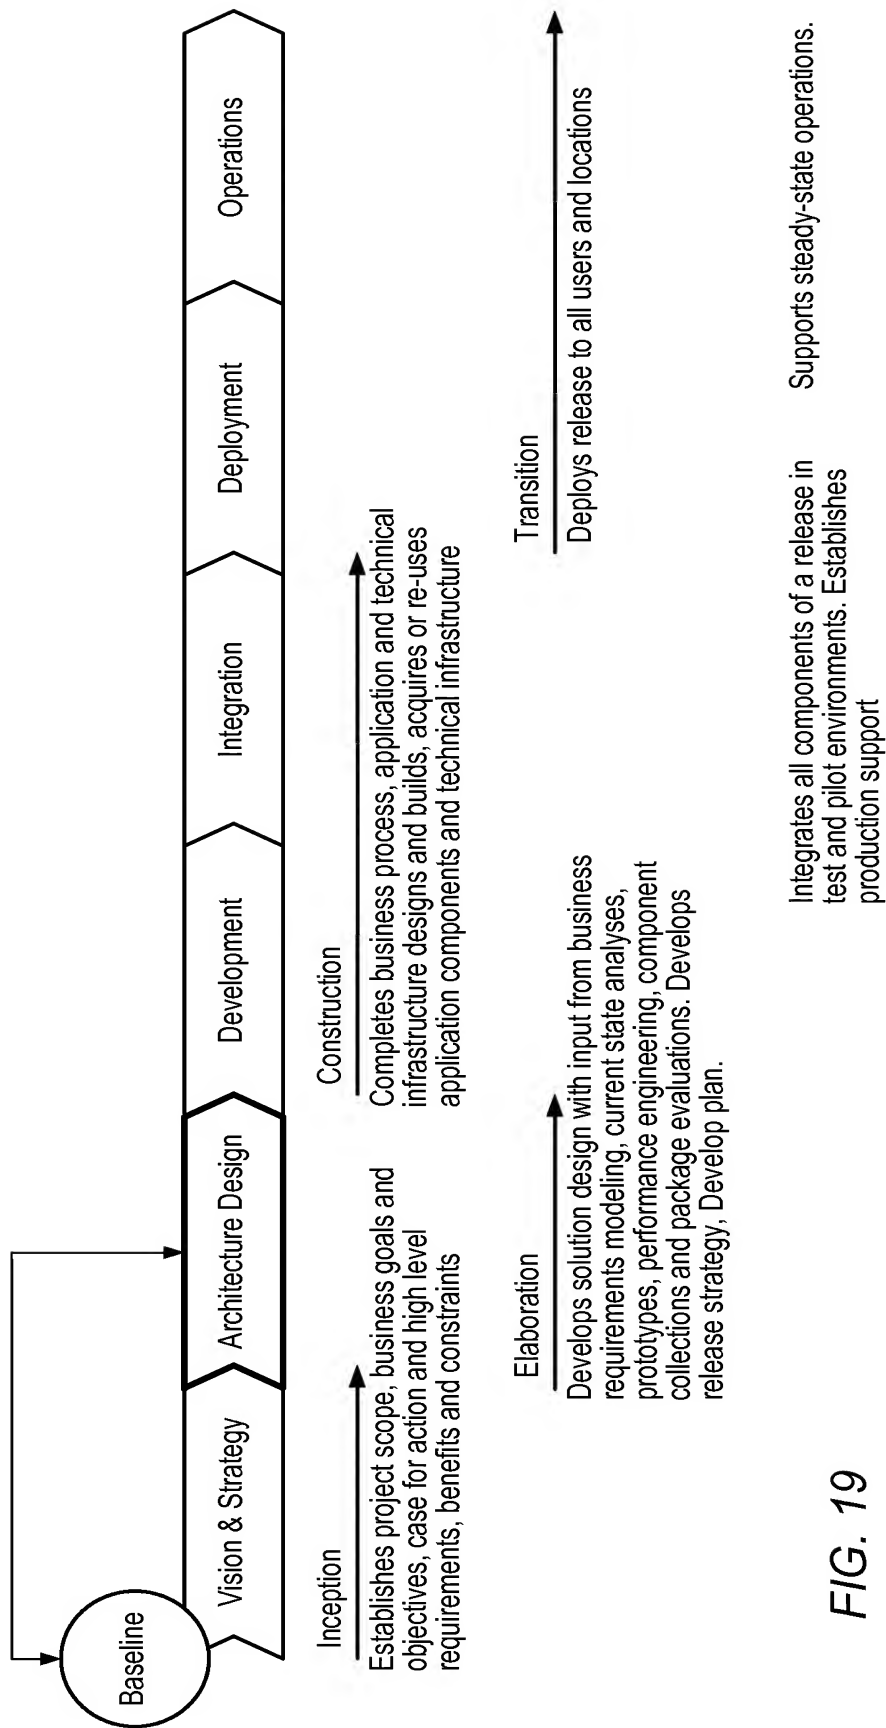 Baseline
Vision & Strategy
Architecture Design
Development
Integration
Deployment
Operations
Inception
Establishes project scope, business goals and
objectives, case for action and high level
requirements, benefits and constraints
Construction
Completes business process, application and technical
infrastructure designs and builds, acquires or re-uses
application components and technical infrastructure
Elaboration
Develops solution design with input from business
requirements modeling, current state analyses,
prototypes, performance engineering, component
collections and package evaluations. Develops
release strategy, Develop plan.
Transition
Deploys release to all users and locations
Integrates all components of a release in
test and pilot environments. Establishes
production support
Supports steady-state operations.
FIG. 19